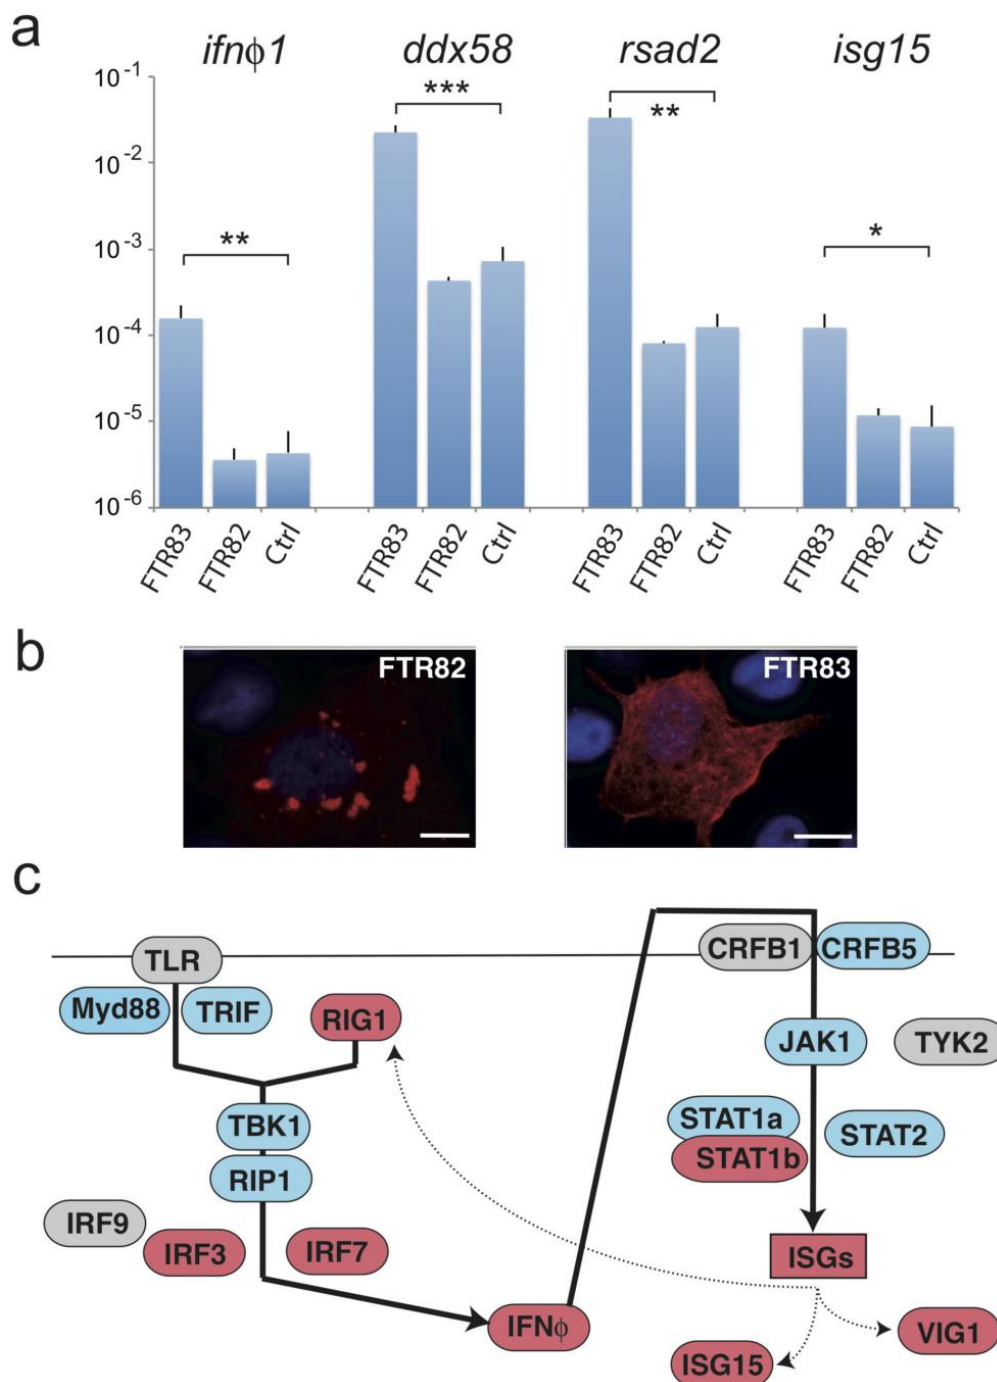 a
ifnϕ1 ddx58 rsad2 isg15
10-1
10-2
10-3
10-4
10-5
10-6
** *** ** *
FTR83 FTR82 Ctrl FTR83 FTR82 Ctrl FTR83 FTR82 Ctrl FTR83 FTR82 Ctrl
b
FTR82 FTR83
c
TLR CRFB1 CRFB5
Myd88 TRIF RIG1
JAK1 TYK2
TBK1 STAT1a STAT2
RIP1 STAT1b
IRF9 IRF3 IRF7 ISGs
IFNϕ VIG1
ISG15